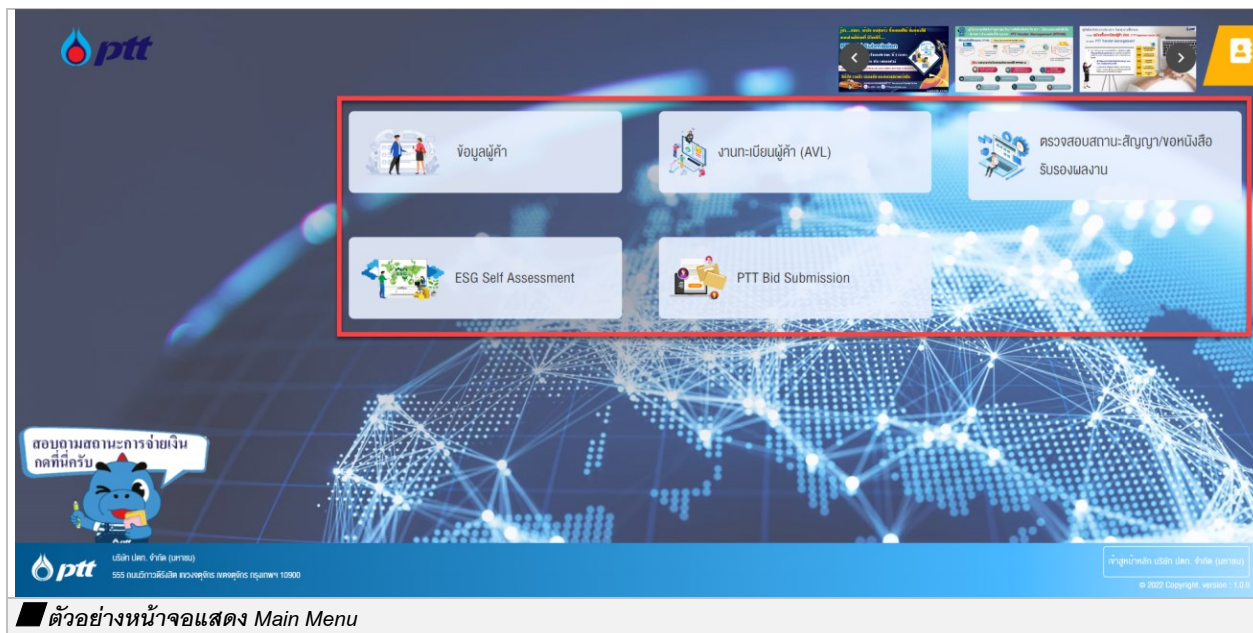 ptt
ข้อมูลผู้ค้า
งานทะเบียนผู้ค้า (AVL)
ตรวจสอบสถานะสัญญา/ขอหนังสือ
รับรองผลงาน
ESG Self Assessment
PTT Bid Submission
สอบถามสถานะการจ่ายเงิน
กดที่นี่ครับ
ptt
บริษัท ปตท. จำกัด (มหาชน)
555 ถนนวิภาวดีรังสิต แขวงจตุจักร เขตจตุจักร กรุงเทพฯ 10900
เข้าสู่หน้าหลัก บริษัท ปตท. จำกัด (มหาชน)
© 2022 Copyright, version : 1.0.0
ตัวอย่างหน้าจอแสดง Main Menu